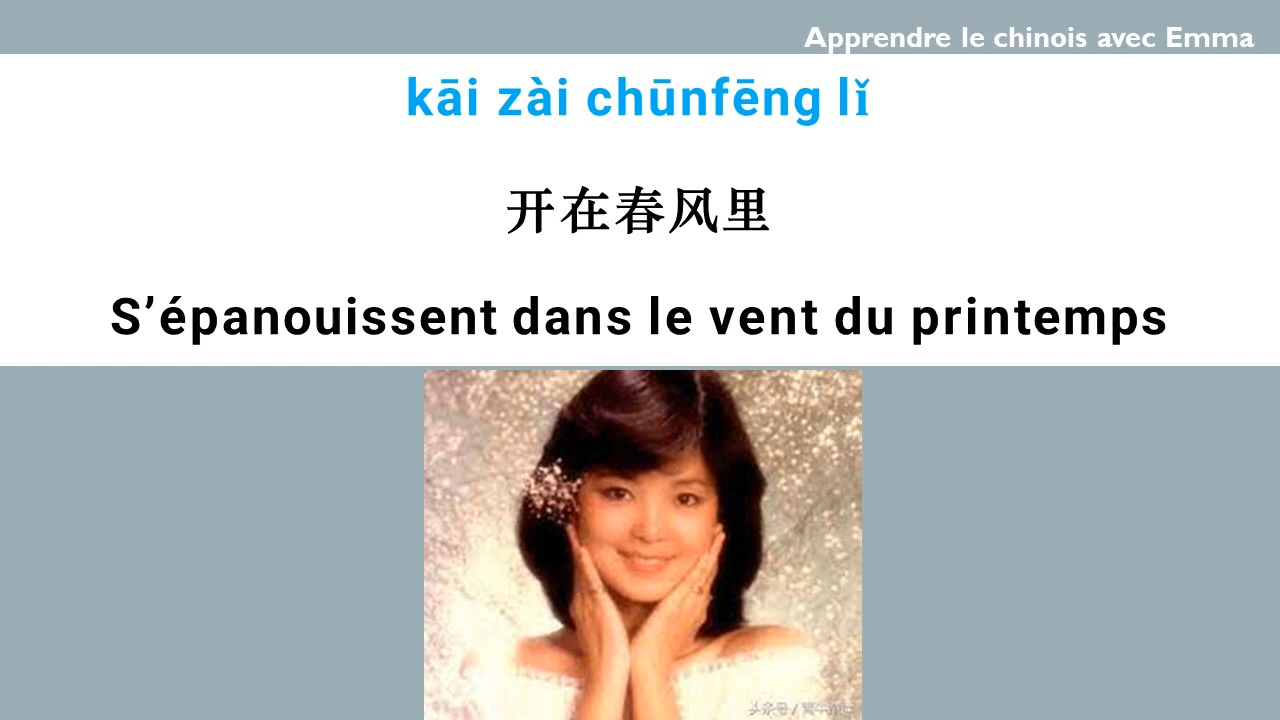 Apprendre le chinois avec Emma
kāi zài chūnfēng lǐ
开在春风里
S’épanouissent dans le vent du printemps